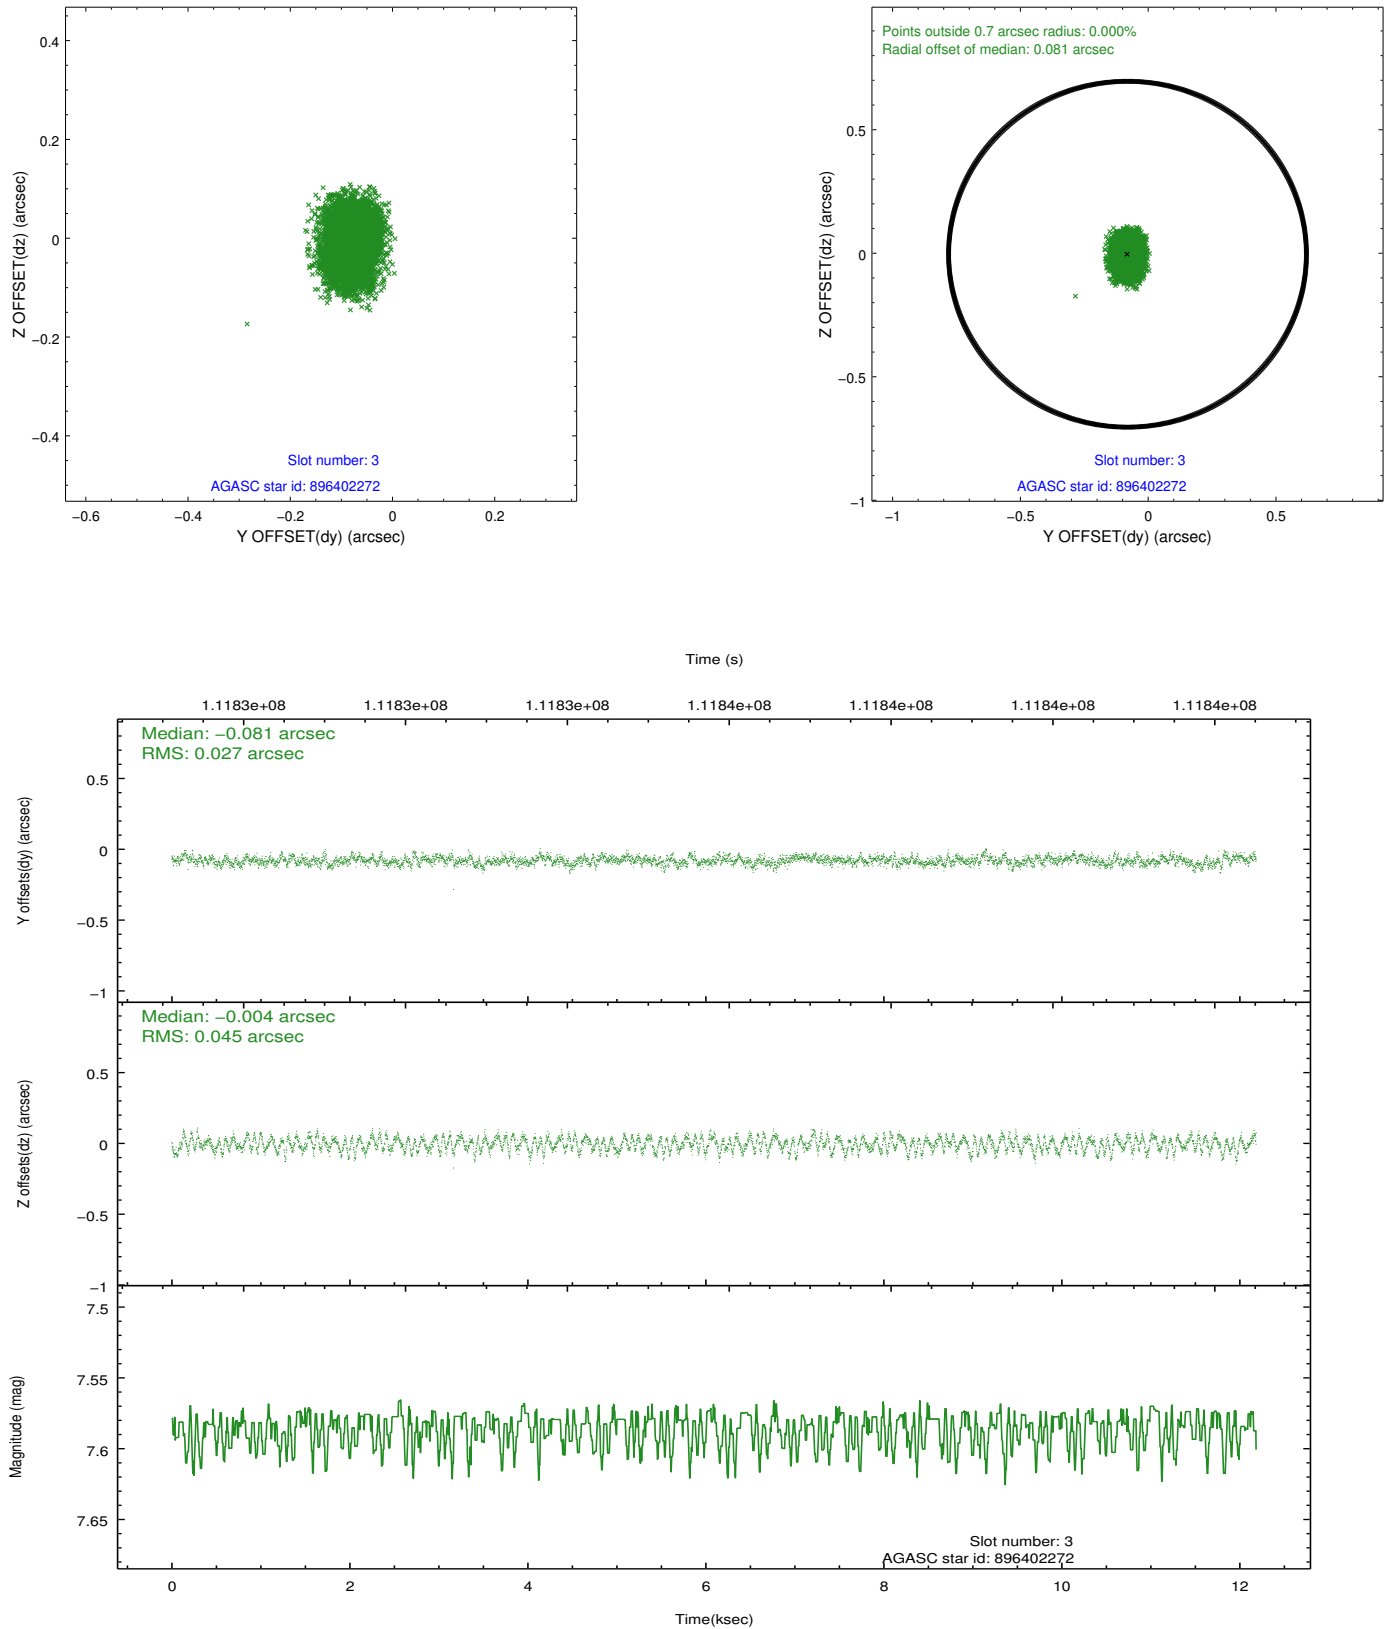 0.4
0.2
0
−0.2
−0.4
Z OFFSET(dz) (arcsec)
Slot number: 3
AGASC star id: 896402272
−0.6
−0.4
−0.2
0
0.2
Y OFFSET(dy) (arcsec)
Points outside 0.7 arcsec radius: 0.000%
Radial offset of median: 0.081 arcsec
0.5
0
−0.5
−1
Z OFFSET(dz) (arcsec)
Slot number: 3
AGASC star id: 896402272
−1
−0.5
0
0.5
Y OFFSET(dy) (arcsec)
Time (s)
1.1183e+08
1.1183e+08
1.1183e+08
1.1184e+08
1.1184e+08
1.1184e+08
1.1184e+08
Median: −0.081 arcsec
RMS: 0.027 arcsec
0.5
0
−0.5
−1
Y offsets(dy) (arcsec)
Median: −0.004 arcsec
RMS: 0.045 arcsec
0.5
0
−0.5
−1
Z offsets(dz) (arcsec)
7.5
7.55
7.6
7.65
Magnitude (mag)
Slot number: 3
AGASC star id: 896402272
0
2
4
6
8
10
12
Time(ksec)